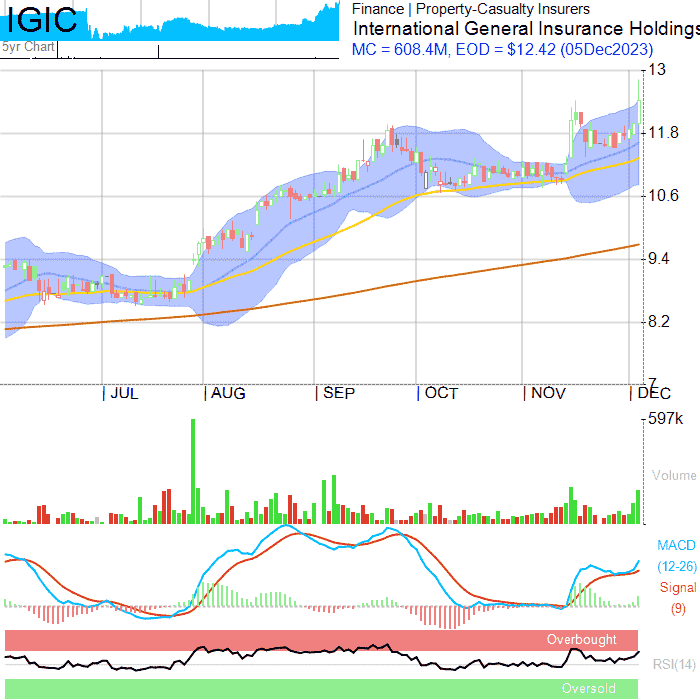 IGIC
5yr Chart
Finance | Property-Casualty Insurers
International General Insurance Holdings
MC = 608.4M, EOD = $12.42 (05Dec2023)
13
11.8
10.6
9.4
8.2
7
JUL AUG SEP OCT NOV DEC
597k
Volume
MACD
(12-26)
Signal
(9)
Overbought
RSI(14)
Oversold